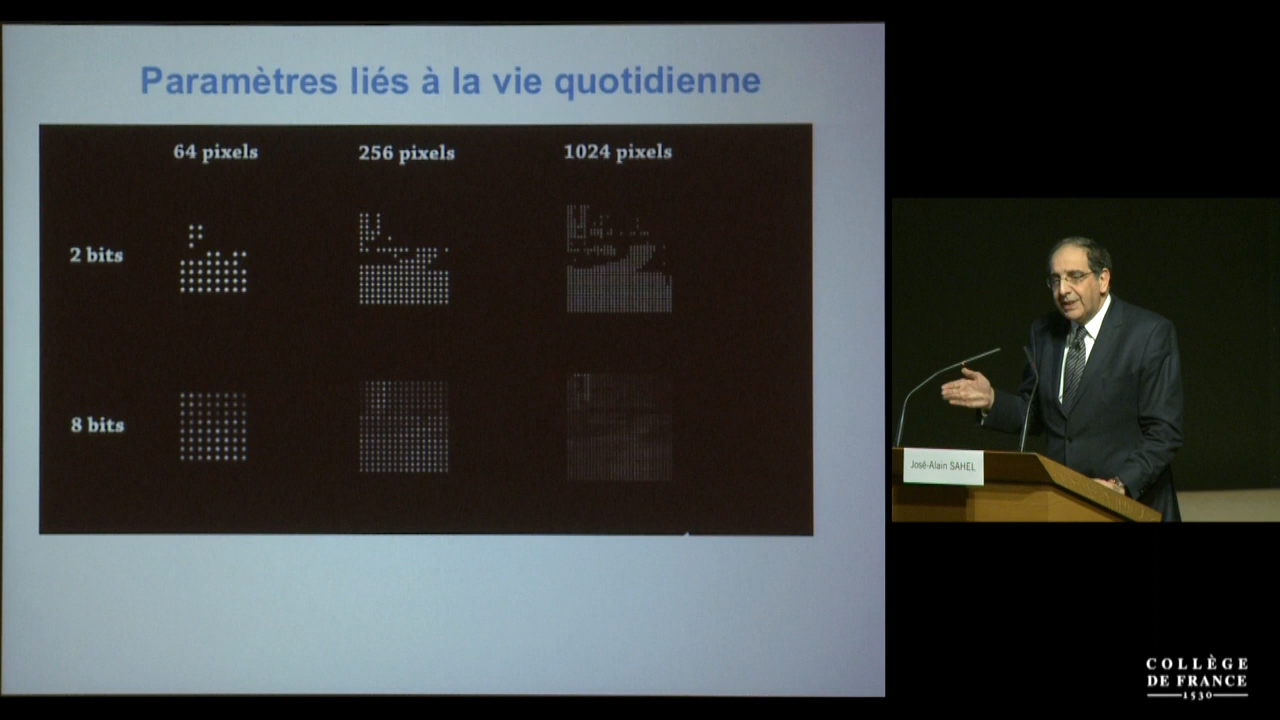 Paramètres liés à la vie quotidienne
64 pixels
256 pixels
1024 pixels
2 bits
8 bits
José-Alain SAHEL
COLLÈGE
DE FRANCE
1530